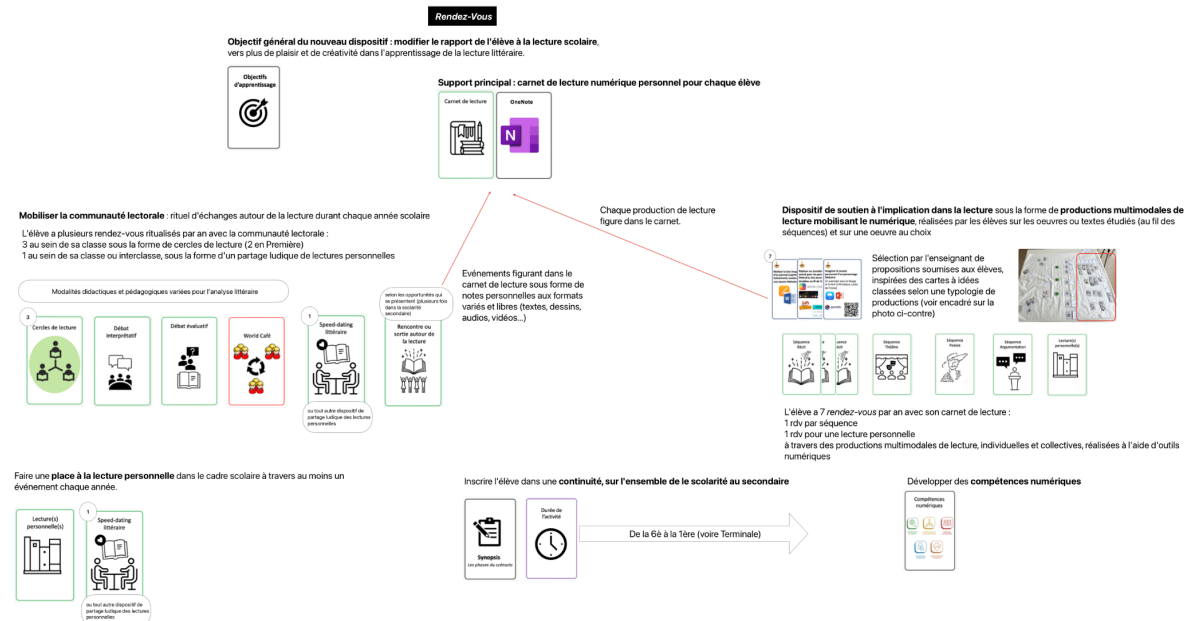 Rendez-Vous
Objectif général du nouveau dispositif : modifier le rapport de l'élève à la lecture scolaire,
vers plus de plaisir et de créativité dans l'apprentissage de la lecture littéraire.
Objectifs
d'apprentissage
Support principal : carnet de lecture numérique personnel pour chaque élève
Carnet de lecture
OneNote
N
Mobiliser la communauté lectorale : rituel d'échanges autour de la lecture durant chaque année scolaire
L'élève a plusieurs rendez-vous ritualisés par an avec la communauté lectorale :
3 au sein de sa classe sous la forme de cercles de lecture (2 en Première)
1 au sein de sa classe ou interclasse, sous la forme d'un partage ludique de lectures personnelles
Modalités didactiques et pédagogiques variées pour l'analyse littéraire
3
Cercles de lecture
Débat
interprétatif
Débat évaluatif
World Café
1
Speed-dating
littéraire
ou tout autre dispositif de
partage ludique des lectures
personnelles
selon les opportunités qui
se présentent (plusieurs fois
dans la scolarité
secondaire)
Rencontre ou
sortie autour de
la lecture
Evénements figurant dans le
carnet de lecture sous forme de
notes personnelles aux formats
variés et libres (textes, dessins,
audios, vidéos...)
Chaque production de lecture
figure dans le carnet.
Dispositif de soutien à l'implication dans la lecture sous la forme de productions multimodales de
lecture mobilisant le numérique, réalisées par les élèves sur les oeuvres ou textes étudiés (au fil des
séquences) et sur une oeuvre au choix
7
Sélection par l'enseignant de
propositions soumises aux élèves,
inspirées des cartes à idées
classées selon une typologie de
productions (voir encadré sur la
photo ci-contre)
Séquence
Récit
Séquence
Théâtre
Séquence
Poésie
Séquence
Argumentation
Lecture(s)
personnelle(s)
L'élève a 7 rendez-vous par an avec son carnet de lecture :
1 rdv par séquence
1 rdv pour une lecture personnelle
à travers des productions multimodales de lecture, individuelles et collectives, réalisées à l'aide d'outils
numériques
Faire une place à la lecture personnelle dans le cadre scolaire à travers au moins un
événement chaque année.
Lecture(s)
personnelle(s)
1
Speed-dating
littéraire
ou tout autre dispositif de
partage ludique des lectures
personnelles
Inscrire l'élève dans une continuité, sur l'ensemble de le scolarité au secondaire
Synopsis
Les phases du scénario
Durée de
l'activité
De la 6è à la 1ère (voire Terminale)
Développer des compétences numériques
Compétences
numériques